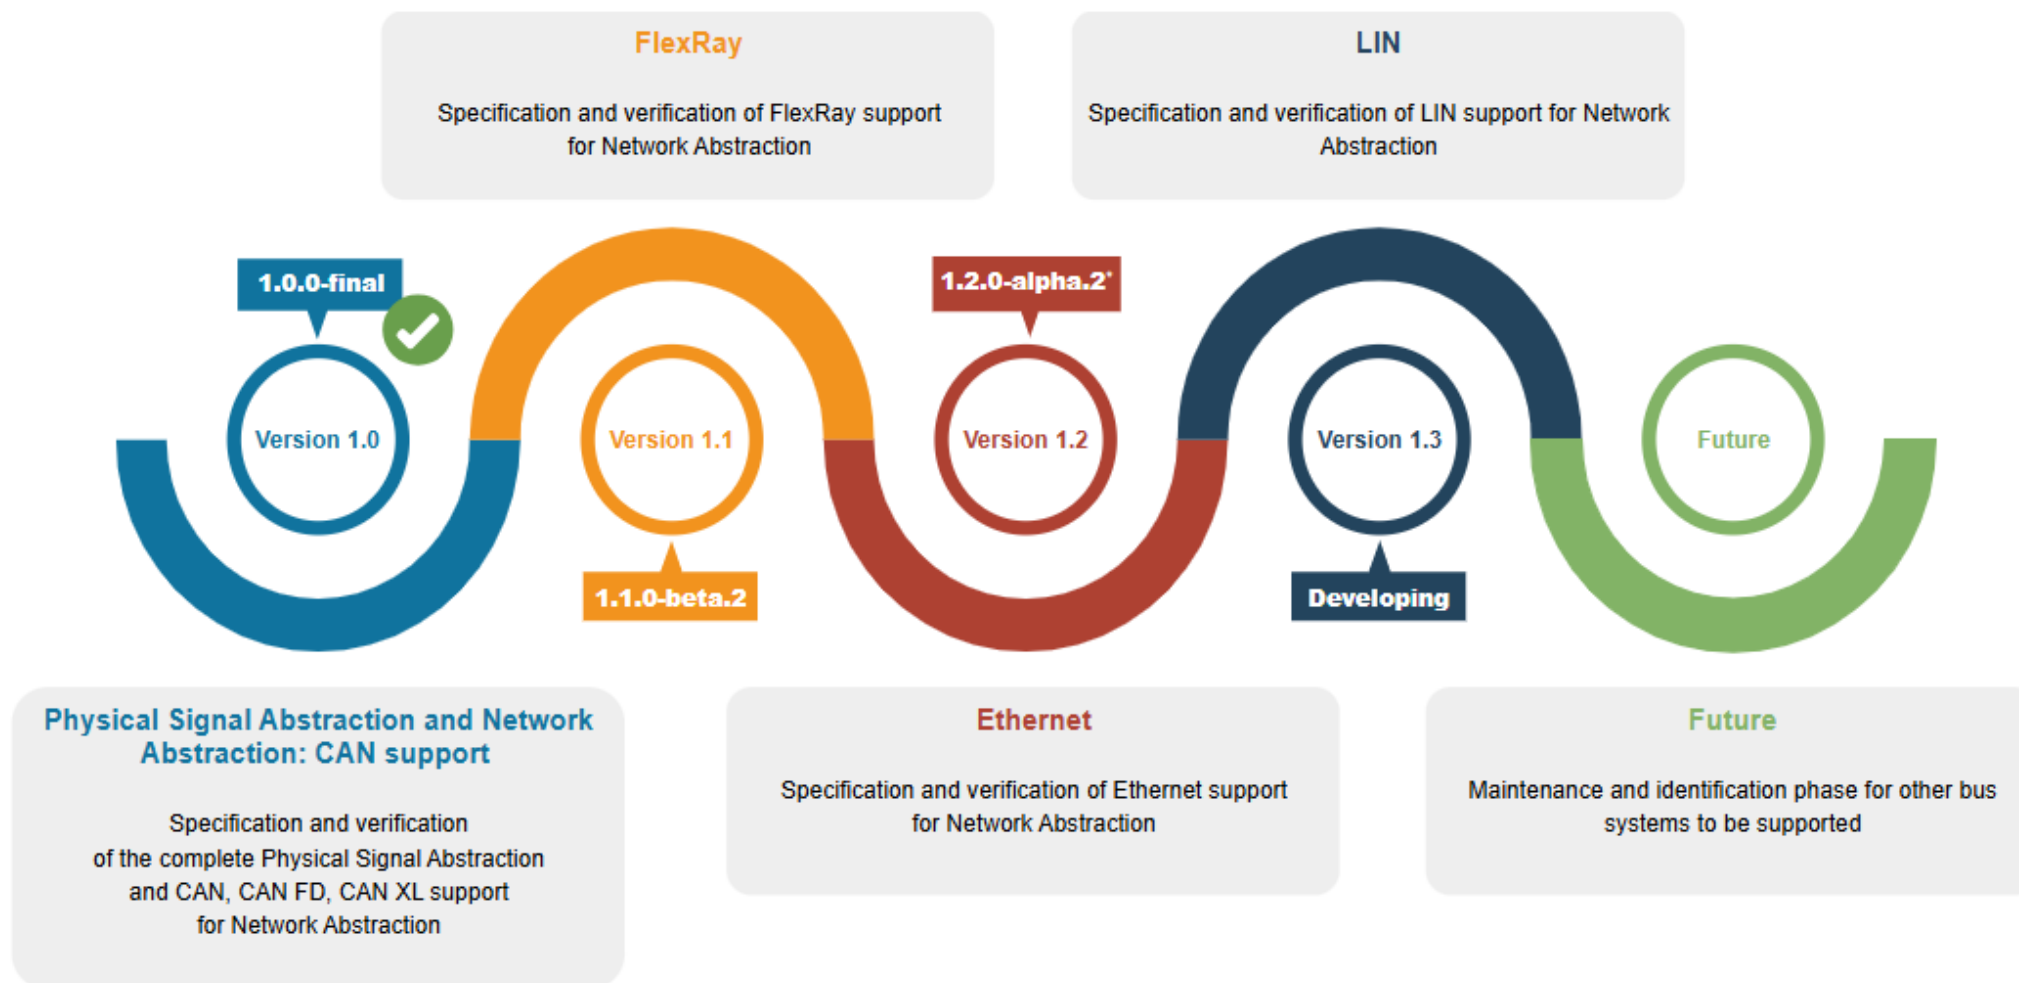 FlexRay
Specification and verification of FlexRay support
for Network Abstraction
LIN
Specification and verification of LIN support for Network
Abstraction
1.0.0-final
1.2.0-alpha.2*
Version 1.0
Version 1.1
Version 1.2
Version 1.3
Future
1.1.0-beta.2
Developing
Physical Signal Abstraction and Network
Abstraction: CAN support
Specification and verification
of the complete Physical Signal Abstraction
and CAN, CAN FD, CAN XL support
for Network Abstraction
Ethernet
Specification and verification of Ethernet support
for Network Abstraction
Future
Maintenance and identification phase for other bus
systems to be supported